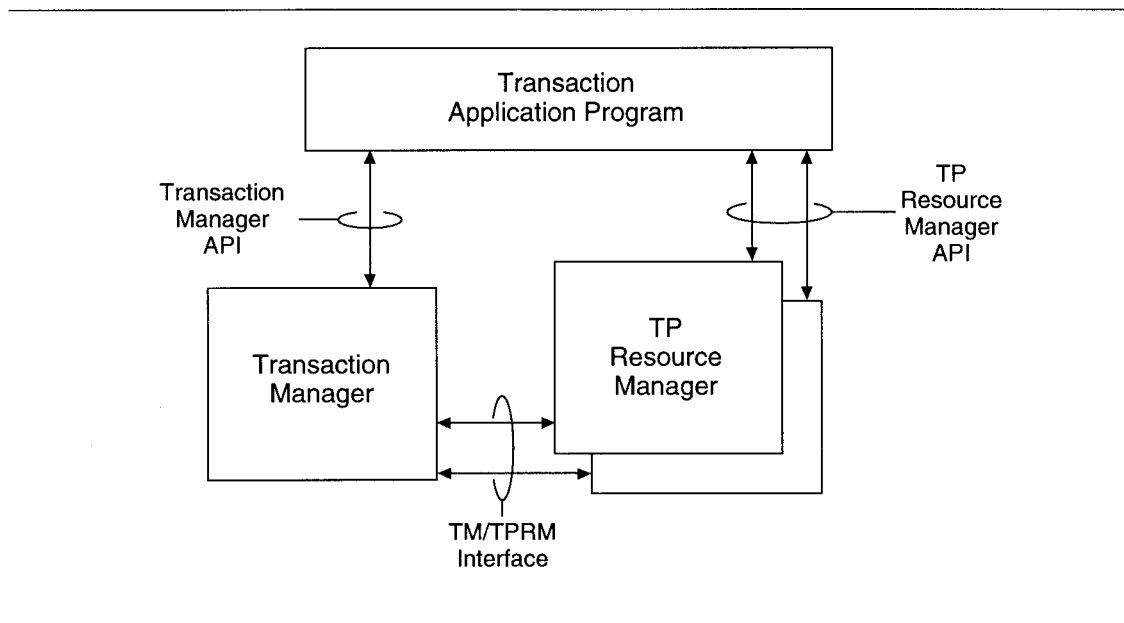 Transaction
Application Program
Transaction
Manager
API
TP
Resource
Manager
API
Transaction
Manager
TP
Resource
Manager
TM/TPRM
Interface